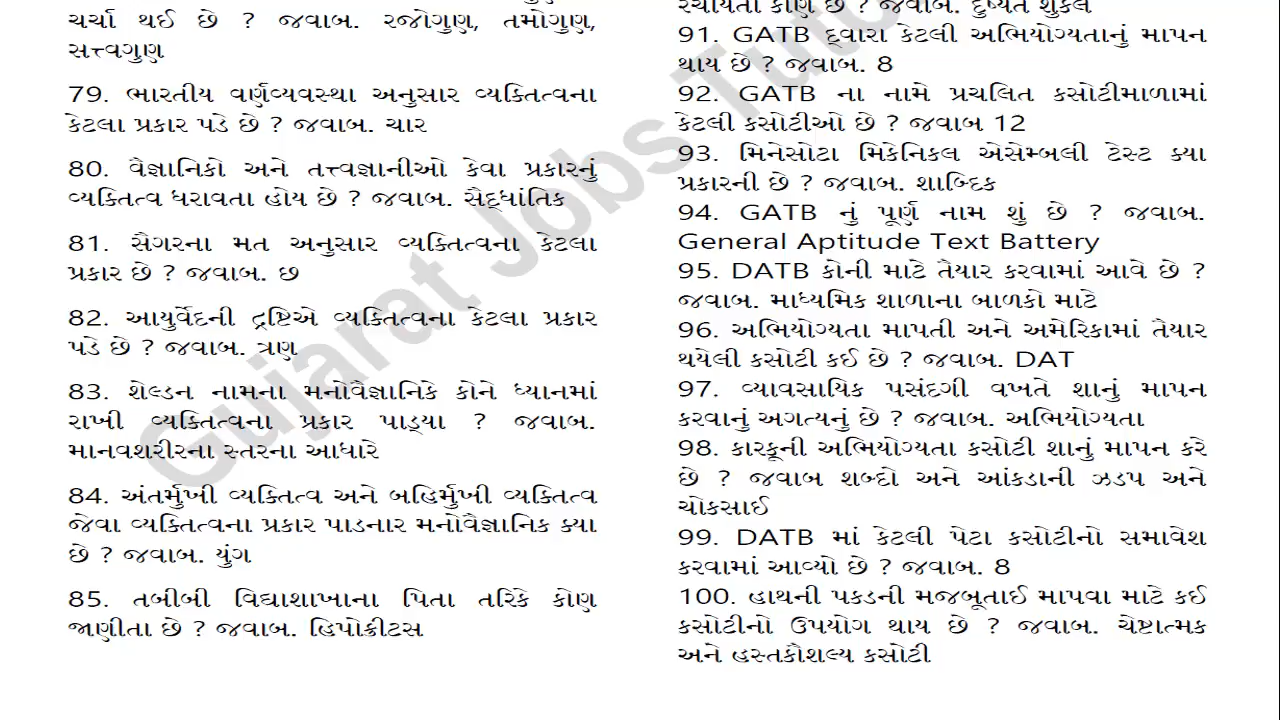 ચર્ચા થઈ છે ? જવાબ. રજોગુણ, તમોગુણ,
સત્ત્વગુણ
79. ભારતીય વર્ણવ્યવસ્થા અનુસાર વ્યક્તિત્વના
કેટલા પ્રકાર પડે છે ? જવાબ. ચાર
80. વૈજ્ઞાનિકો અને તત્ત્વજ્ઞાનીઓ કેવા પ્રકારનું
વ્યક્તિત્વ ધરાવતા હોય છે ? જવાબ. સૈદ્ધાંતિક
81. સૈગરના મત અનુસાર વ્યક્તિત્વના કેટલા
પ્રકાર છે ? જવાબ. છ
82. આયુર્વેદની દ્રષ્ટિએ વ્યક્તિત્વના કેટલા પ્રકાર
પડે છે ? જવાબ. ત્રણ
83. શેલ્ડન નામના મનોવૈજ્ઞાનિકે કોને ધ્યાનમાં
રાખી વ્યક્તિત્વના પ્રકાર પાડ્યા ? જવાબ.
માનવશરીરના સ્તરના આધારે
84. અંતર્મુખી વ્યક્તિત્વ અને બહિર્મુખી વ્યક્તિત્વ
જેવા વ્યક્તિત્વના પ્રકાર પાડનાર મનોવૈજ્ઞાનિક ક્યા
છે ? જવાબ. યુંગ
85. તબીબી વિદ્યાશાખાના પિતા તરિકે કોણ
જાણીતા છે ? જવાબ. હિપોક્રીટસ
રચયિતા કોણ છે ? જવાબ. દુષ્યંત શુકલ
91. GATB દ્વારા કેટલી અભિયોગ્યતાનું માપન
થાય છે ? જવાબ. 8
92. GATB ના નામે પ્રચલિત કસોટીમાળામાં
કેટલી કસોટીઓ છે ? જવાબ 12
93. મિનેસોટા મિકેનિકલ એસેમ્બલી ટેસ્ટ ક્યા
પ્રકારની છે ? જવાબ. શાબ્દિક
94. GATB નું પૂર્ણ નામ શું છે ? જવાબ.
General Aptitude Text Battery
95. DATB કોની માટે તૈયાર કરવામાં આવે છે ?
જવાબ. માધ્યમિક શાળાના બાળકો માટે
96. અભિયોગ્યતા માપતી અને અમેરિકામાં તૈયાર
થયેલી કસોટી કઈ છે ? જવાબ. DAT
97. વ્યાવસાયિક પસંદગી વખતે શાનું માપન
કરવાનું અગત્યનું છે ? જવાબ. અભિયોગ્યતા
98. કારકૂની અભિયોગ્યતા કસોટી શાનું માપન કરે
છે ? જવાબ શબ્દો અને આંકડાની ઝડપ અને
ચોકસાઈ
99. DATB માં કેટલી પેટા કસોટીનો સમાવેશ
કરવામાં આવ્યો છે ? જવાબ. 8
100. હાથની પકડની મજબૂતાઈ માપવા માટે કઈ
કસોટીનો ઉપયોગ થાય છે ? જવાબ. ચેષ્ટાત્મક
અને હસ્તકૌશલ્ય કસોટી
Gujarat Jobs Tuto